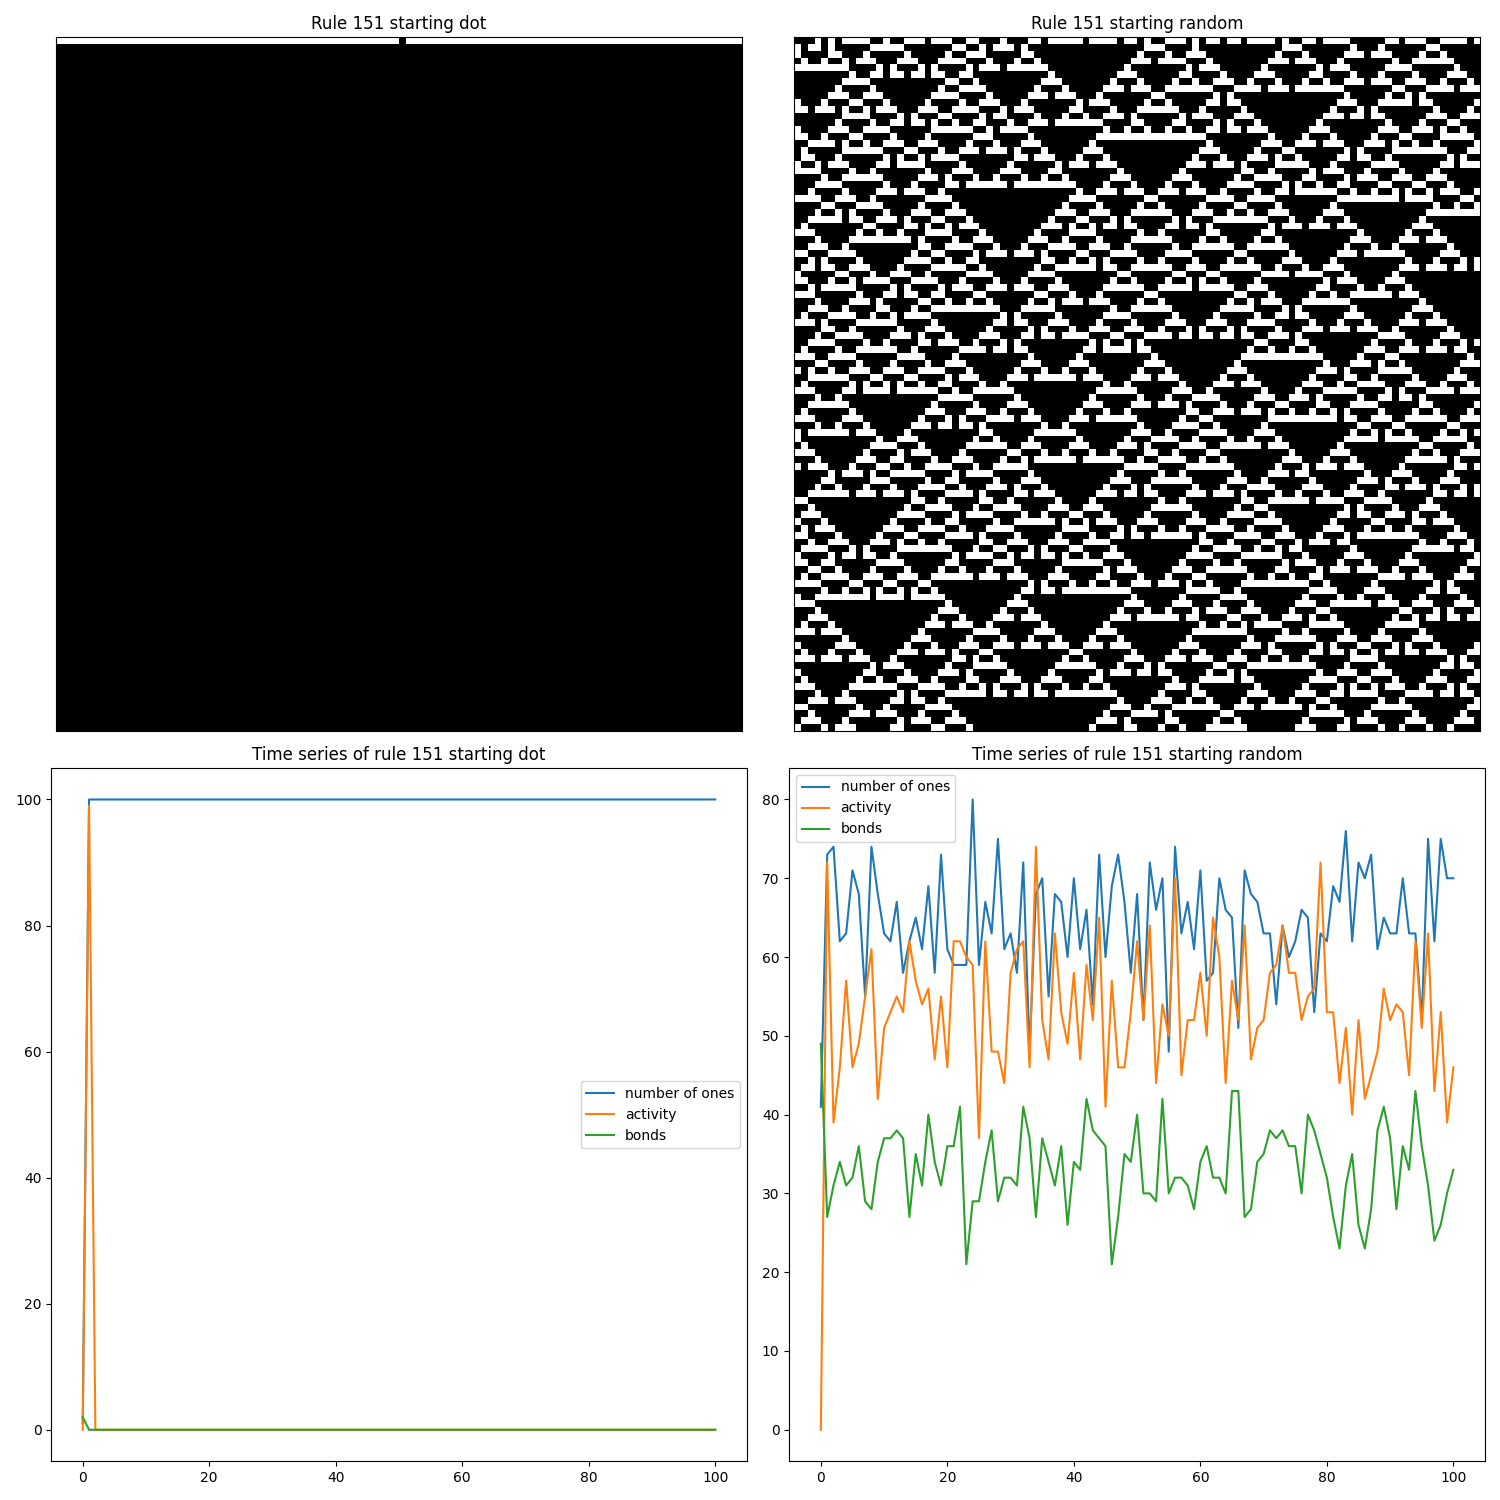 Rule 151 starting dot
Rule 151 starting random
Time series of rule 151 starting dot
100
80
60
40
20
0
0 20 40 60 80 100
number of ones
activity
bonds
Time series of rule 151 starting random
80
70
60
50
40
30
20
10
0
0 20 40 60 80 100
number of ones
activity
bonds